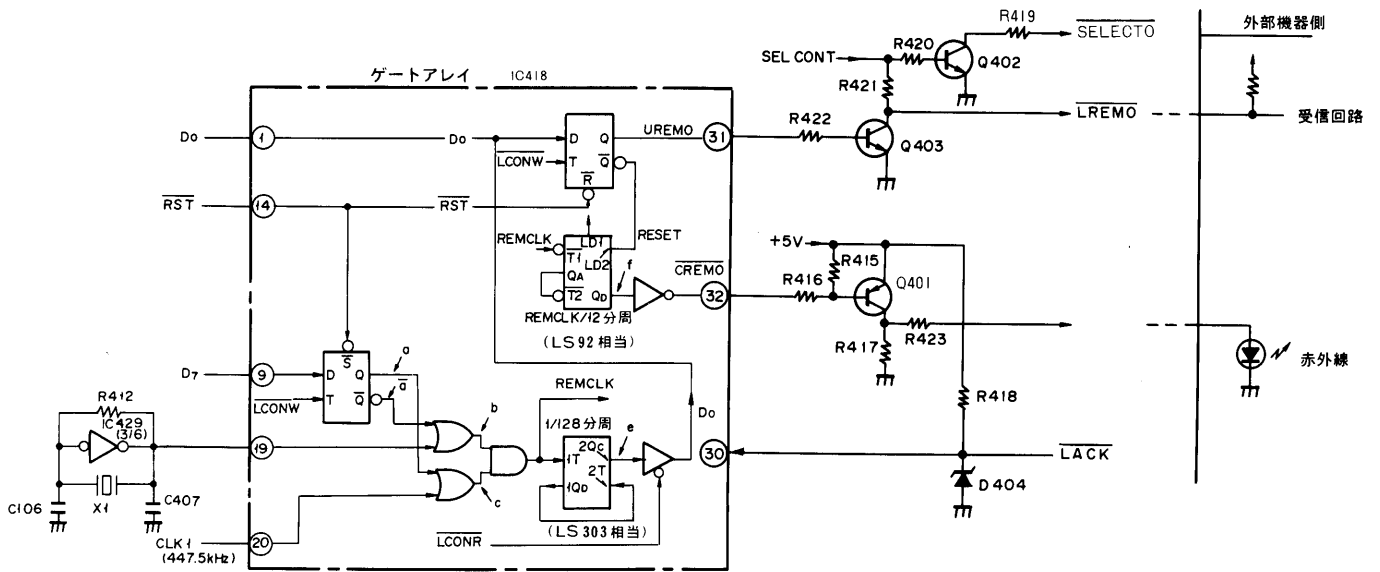 R419
SELECTO
外部機器側
R420
SEL CONT
Q402
ゲートアレイ IC418
R421
LREMO
受信回路
R422
Q403
Do
1
Do
D
Q
UREMO
31
LCONW
T
Q
R
RST
14
RST
REMCLK
LD1
RESET
T1
LD2
QA
f
CREMO
T2
QD
32
REMCLK/12分周
(LS92相当)
+5V
R415
R416
Q401
R417
R423
赤外線
S
D7
9
D
Q
a
LCONW
T
Q
a
REMCLK
R418
R412
IC429
(3/6)
b
1/128分周
Do
19
1T
2QC
e
30
LACK
2T
1QD
C106
X1
C407
c
D404
(LS303相当)
CLK1
(447.5kHz)
20
LCONR